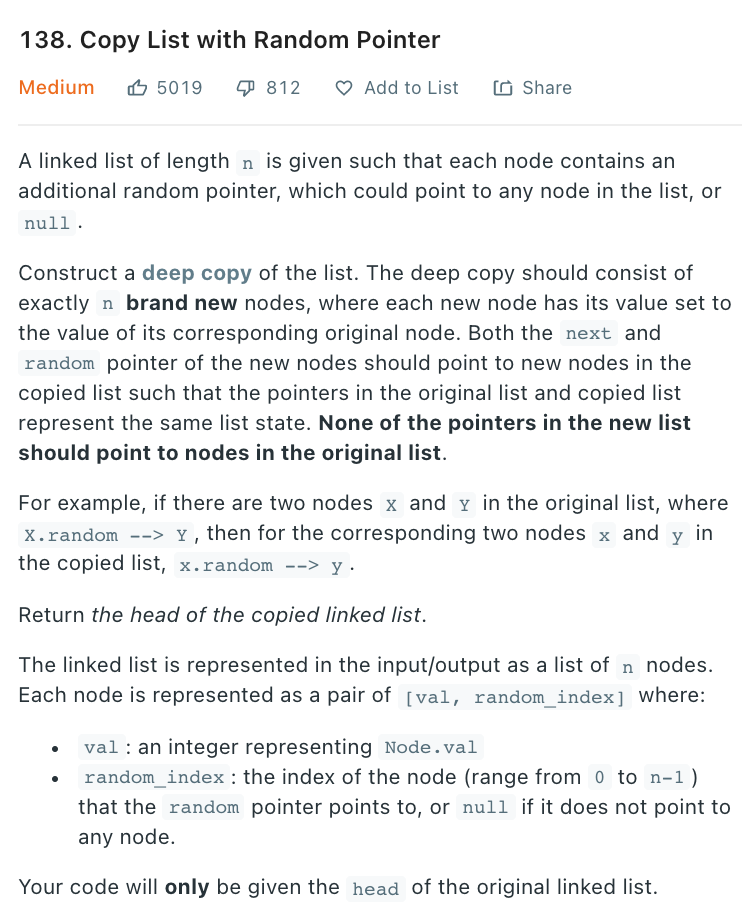 138. Copy List with Random Pointer
Medium 5019 812 Add to List Share
A linked list of length n is given such that each node contains an
additional random pointer, which could point to any node in the list, or
null.
Construct a deep copy of the list. The deep copy should consist of
exactly n brand new nodes, where each new node has its value set to
the value of its corresponding original node. Both the next and
random pointer of the new nodes should point to new nodes in the
copied list such that the pointers in the original list and copied list
represent the same list state. None of the pointers in the new list
should point to nodes in the original list.
For example, if there are two nodes X and Y in the original list, where
X.random --> Y, then for the corresponding two nodes x and y in
the copied list, x.random --> y.
Return the head of the copied linked list.
The linked list is represented in the input/output as a list of n nodes.
Each node is represented as a pair of [val, random_index] where:
• val: an integer representing Node.val
• random_index: the index of the node (range from 0 to n-1)
that the random pointer points to, or null if it does not point to
any node.
Your code will only be given the head of the original linked list.